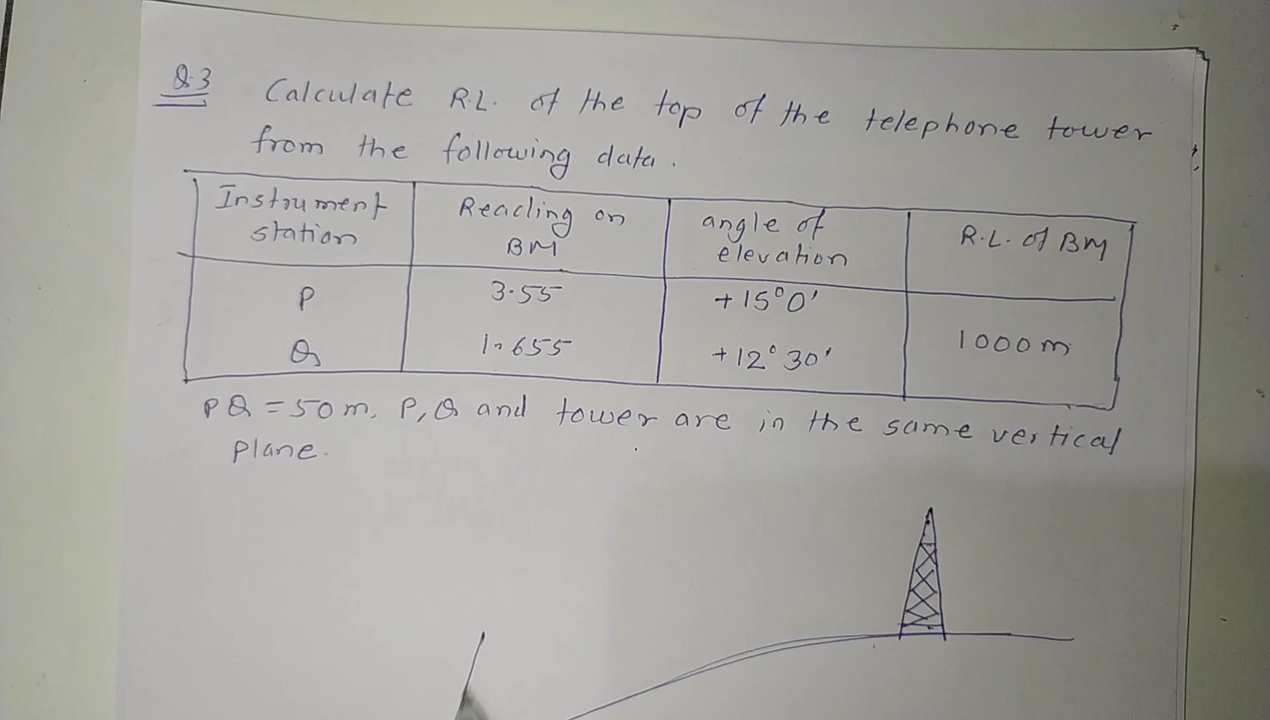 Q.3 Calculate R.L. of the top of the telephone tower
from the following data.
Instrument station Reading on BM angle of elevation R.L. of BM
P 3.55 +15°0' 1000m
Q 1.655 +12°30'
PQ = 50m, P, Q and tower are in the same vertical
plane.